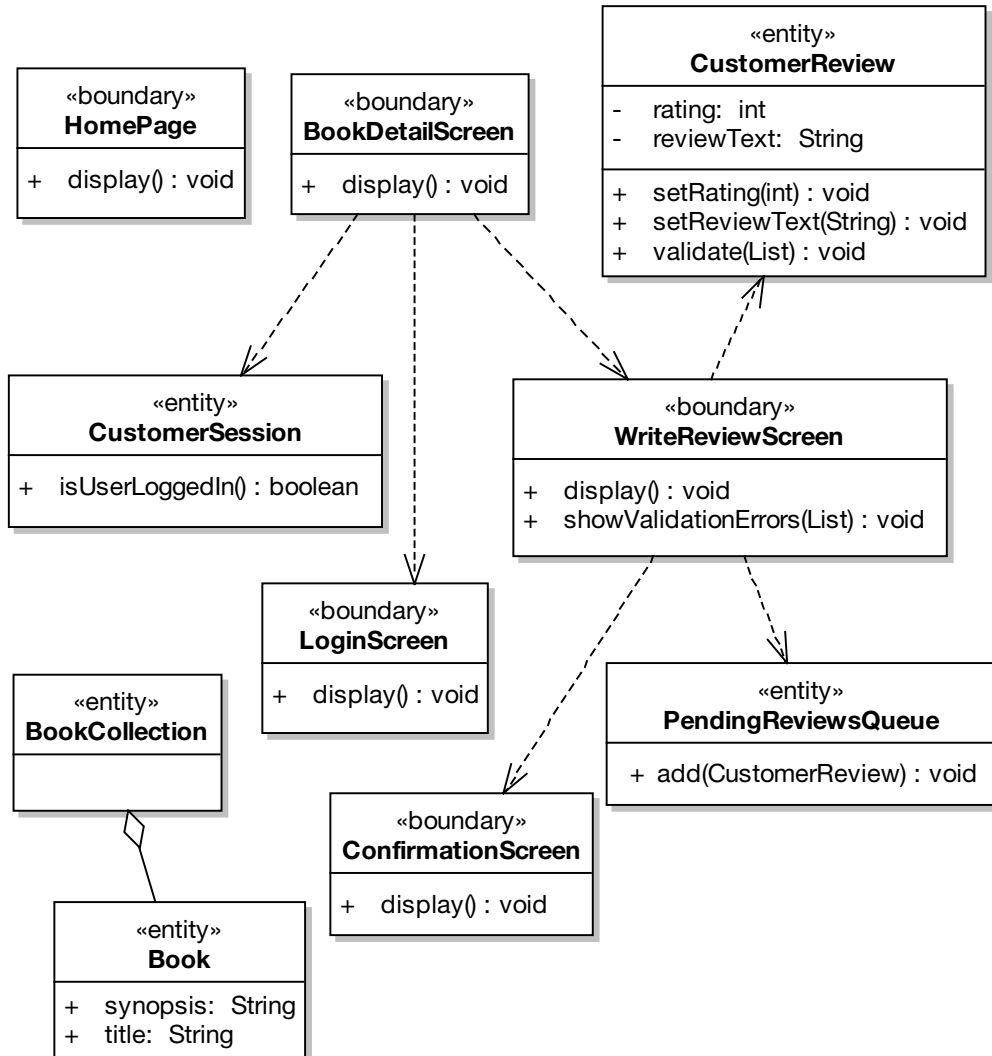 «entity»
CustomerReview
- rating: int
- reviewText: String
+ setRating(int) : void
+ setReviewText(String) : void
+ validate(List) : void
«boundary»
HomePage
+ display() : void
«boundary»
BookDetailScreen
+ display() : void
«entity»
CustomerSession
+ isUserLoggedIn() : boolean
«boundary»
WriteReviewScreen
+ display() : void
+ showValidationErrors(List) : void
«boundary»
LoginScreen
+ display() : void
«entity»
BookCollection
«entity»
PendingReviewsQueue
+ add(CustomerReview) : void
«boundary»
ConfirmationScreen
+ display() : void
«entity»
Book
+ synopsis: String
+ title: String